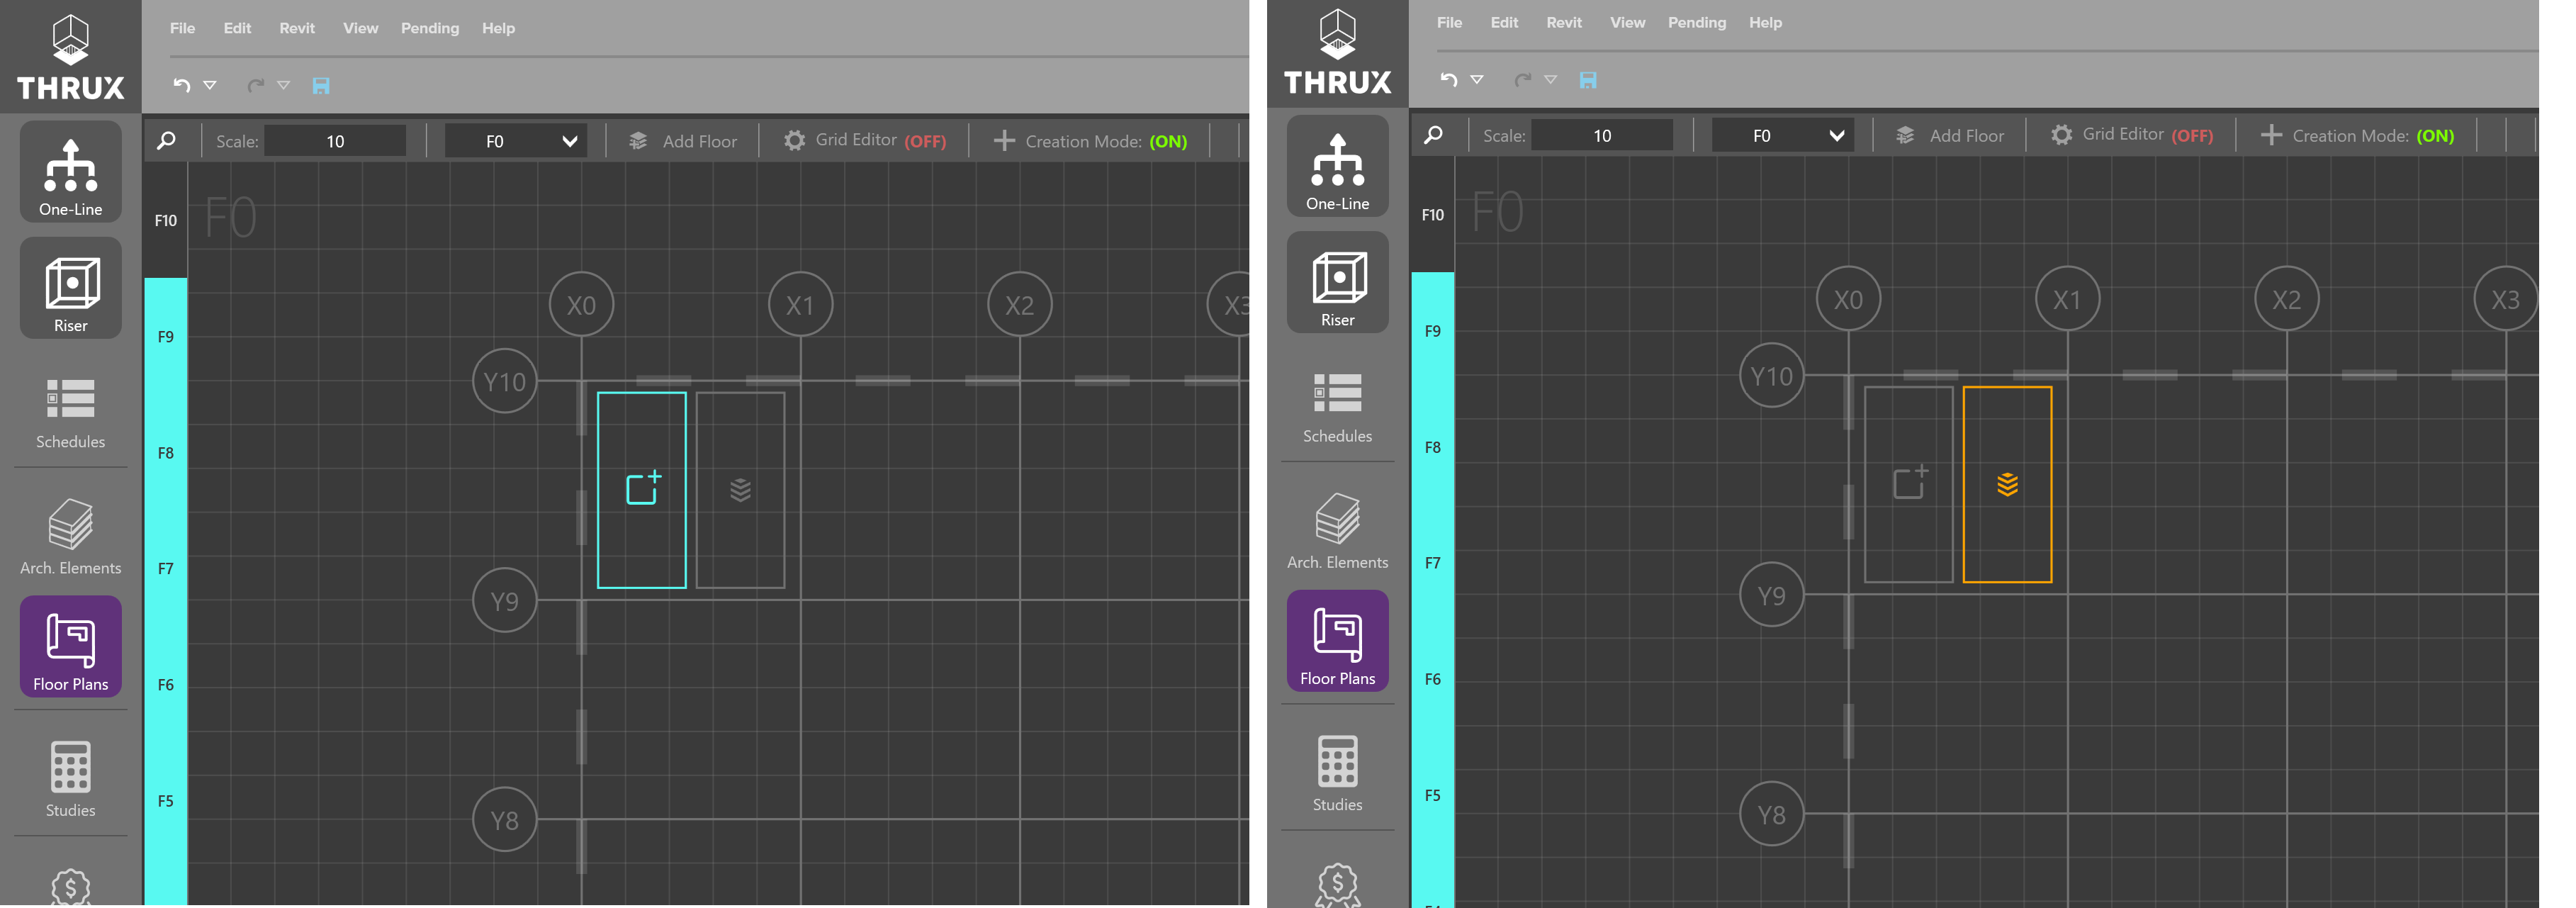 THRUX
File Edit Revit View Pending Help
Scale: 10 F0 Add Floor Grid Editor (OFF) Creation Mode: (ON)
One-Line
Riser
Schedules
Arch. Elements
Floor Plans
Studies
F10
F9
F8
F7
F6
F5
F0
X0 X1 X2 X3
Y10
Y9
Y8
THRUX
File Edit Revit View Pending Help
Scale: 10 F0 Add Floor Grid Editor (OFF) Creation Mode: (ON)
One-Line
Riser
Schedules
Arch. Elements
Floor Plans
Studies
F10
F9
F8
F7
F6
F5
F0
X0 X1 X2 X3
Y10
Y9
Y8